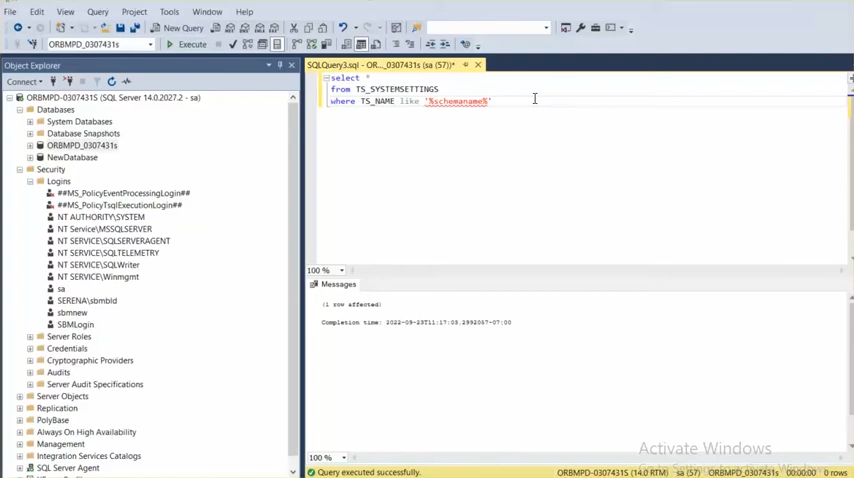 File Edit View Query Project Tools Window Help
New Query
ORBMPD_0307431s Execute
Object Explorer
Connect
ORBMPD-0307431S (SQL Server 14.0.2027.2 - sa)
Databases
System Databases
Database Snapshots
ORBMPD_0307431s
NewDatabase
Security
Logins
##MS_PolicyEventProcessingLogin##
##MS_PolicyTsqlExecutionLogin##
NT AUTHORITY\SYSTEM
NT Service\MSSQLSERVER
NT SERVICE\SQLSERVERAGENT
NT SERVICE\SQLTELEMETRY
NT SERVICE\SQLWriter
NT SERVICE\Winmgmt
sa
SERENA\sbmbld
sbmnew
SBMLogin
Server Roles
Credentials
Cryptographic Providers
Audits
Server Audit Specifications
Server Objects
Replication
PolyBase
Always On High Availability
Management
Integration Services Catalogs
SQL Server Agent
SQLQuery3.sql - OR..._0307431s (sa (57))*
select *
from TS_SYSTEMSETTINGS
where TS_NAME like '%schemaname%'
100 %
Messages
(1 row affected)
Completion time: 2022-09-23T11:17:03.2992057-07:00
100 %
Activate Windows
Query executed successfully. ORBMPD-0307431S (14.0 RTM) sa (57) ORBMPD_0307431s 00:00:00 0 rows